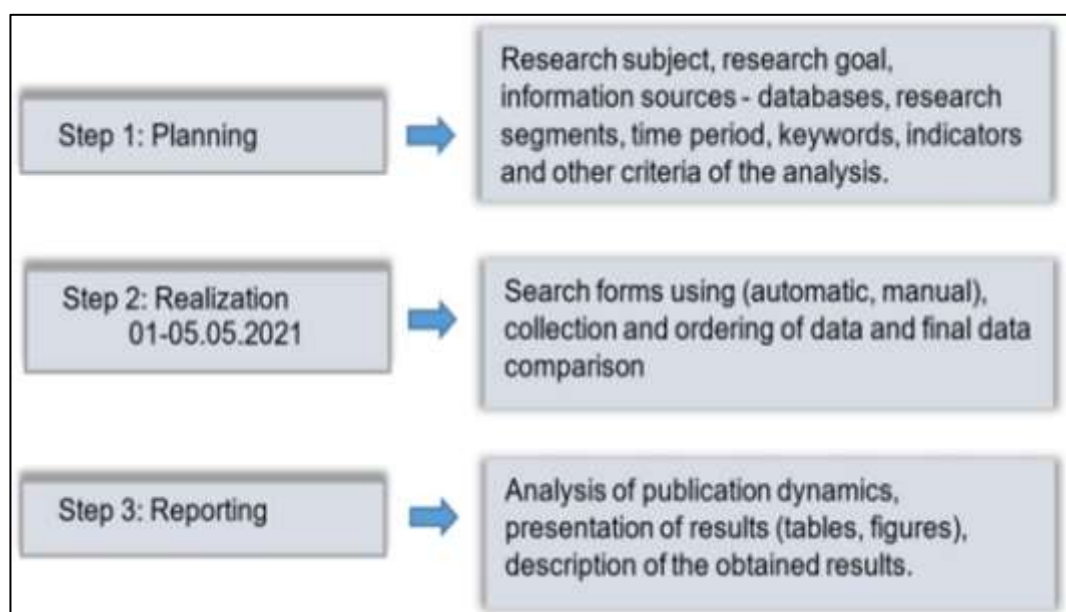 Step 1: Planning
Research subject, research goal,
information sources - databases, research
segments, time period, keywords, indicators
and other criteria of the analysis.
Step 2: Realization
01-05.05.2021
Search forms using (automatic, manual),
collection and ordering of data and final data
comparison
Step 3: Reporting
Analysis of publication dynamics,
presentation of results (tables, figures),
description of the obtained results.